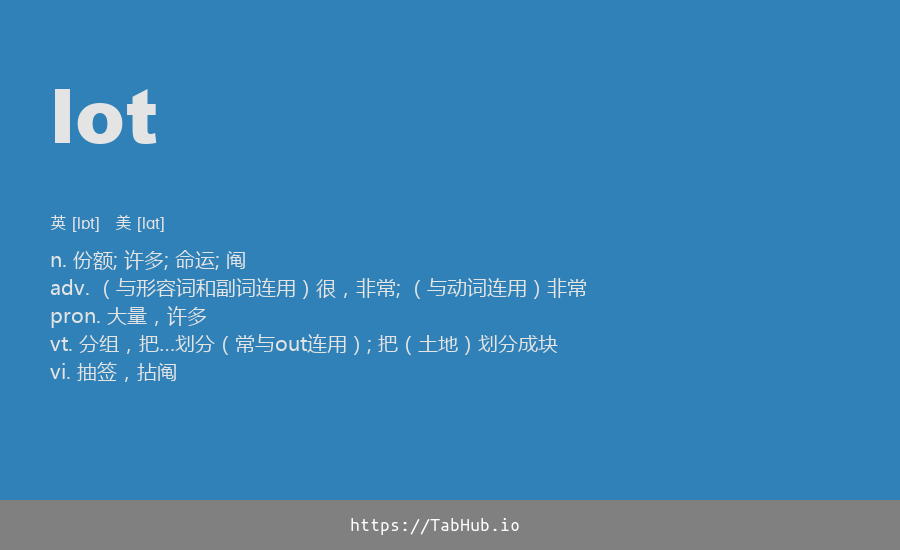 lot
英 [lɒt] 美 [lɑt]
n. 份额; 许多; 命运; 阄
adv. （与形容词和副词连用）很，非常; （与动词连用）非常
pron. 大量，许多
vt. 分组，把…划分（常与out连用）; 把（土地）划分成块
vi. 抽签，拈阄
https://TabHub.io